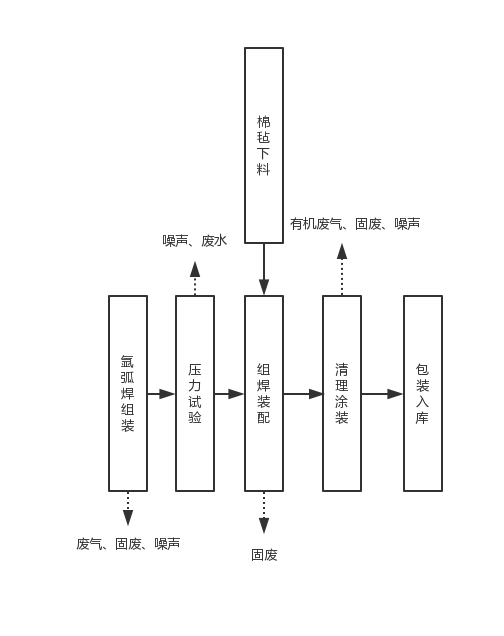 棉毡下料
有机废气、固废、噪声
噪声、废水
氩弧焊组装
压力试验
组焊装配
清理涂装
包装入库
废气、固废、噪声
固废